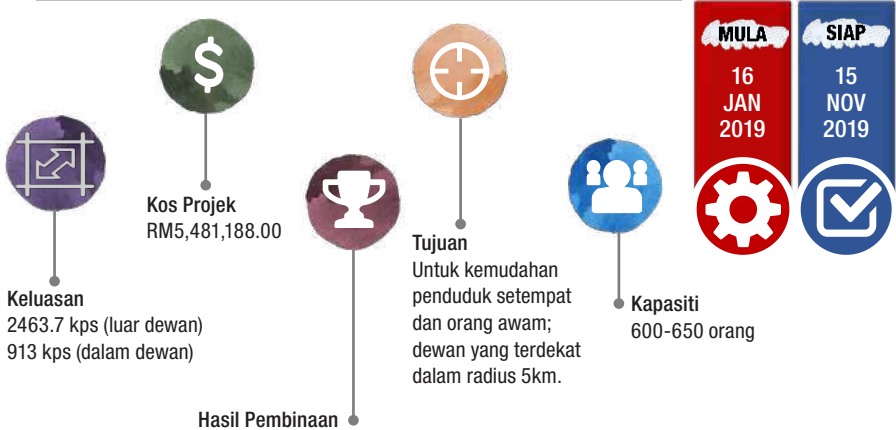 MULA
16
JAN
2019
SIAP
15
NOV
2019
Keluasan
2463.7 kps (luar dewan)
913 kps (dalam dewan)
Kos Projek
RM5,481,188.00
Hasil Pembinaan
Tujuan
Untuk kemudahan
penduduk setempat
dan orang awam;
dewan yang terdekat
dalam radius 5km.
Kapasiti
600-650 orang